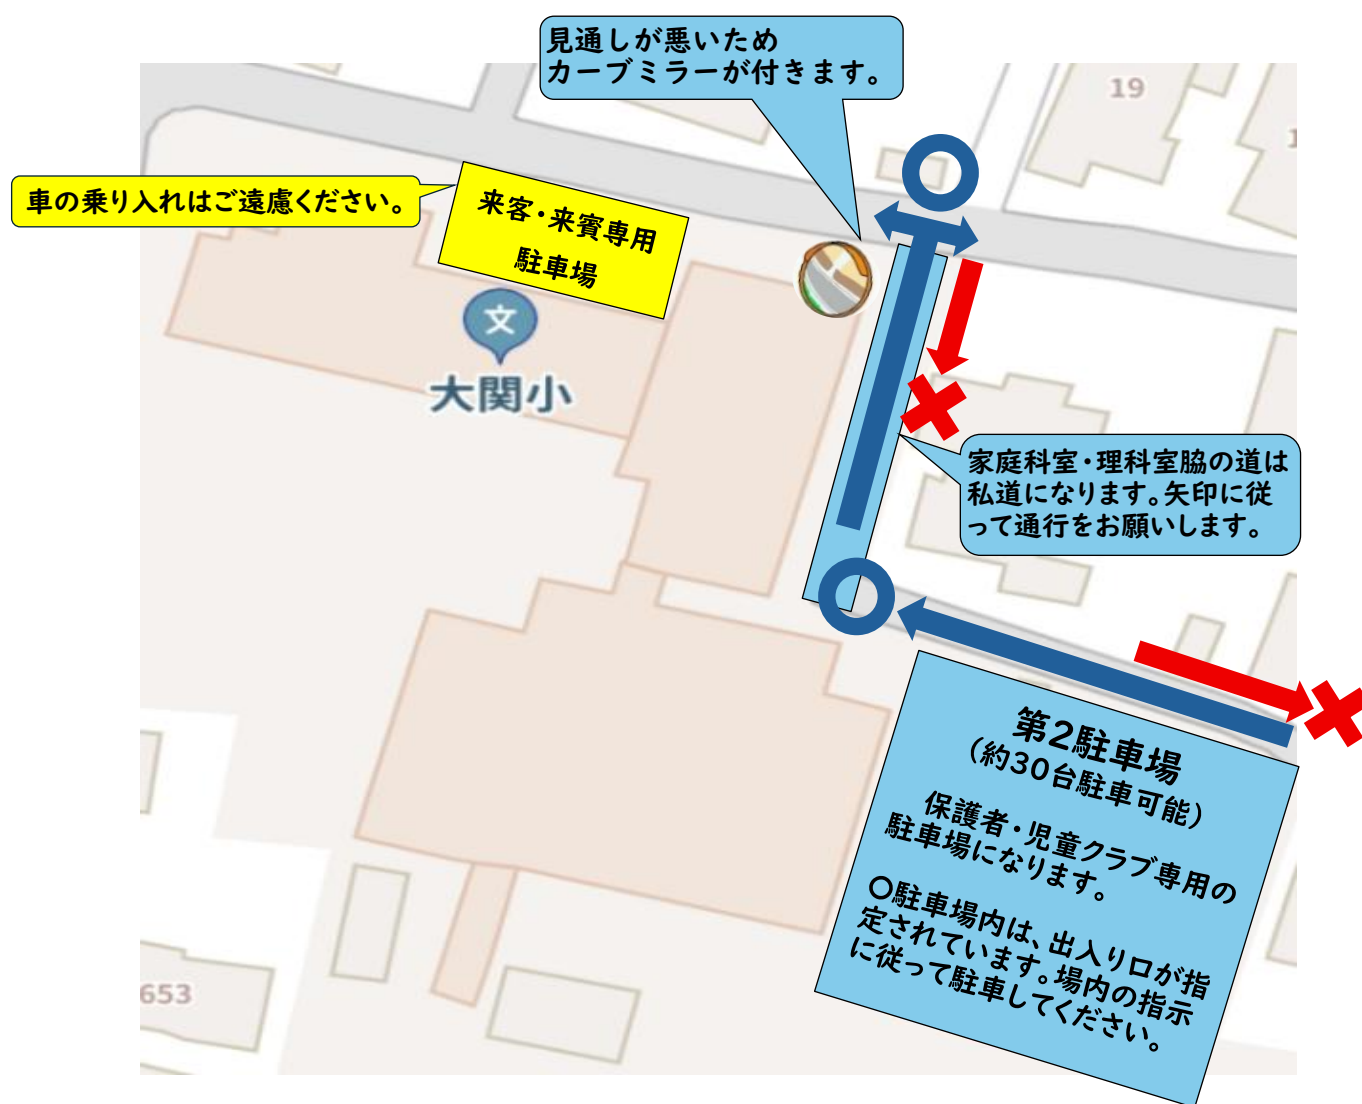 見通しが悪いため
カーブミラーが付きます。
19
車の乗り入れはご遠慮ください。
来客・来賓専用
駐車場
文
大関小
家庭科室・理科室脇の道は
私道になります。矢印に従
って通行をお願いします。
第2駐車場
(約30台駐車可能)
保護者・児童クラブ専用の
駐車場になります。
〇駐車場内は、出入り口が指
定されています。場内の指示
に従って駐車してください。
653